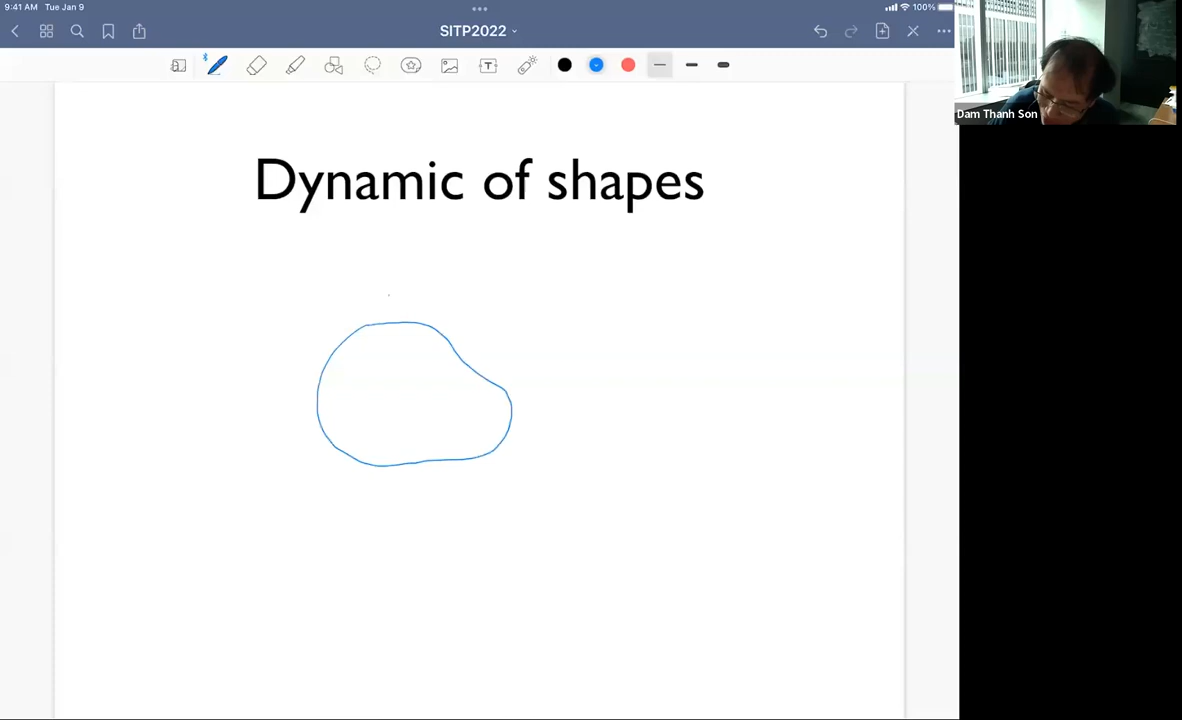 9:41 AM Tue Jan 9
100%
SITP2022
T
Dam Thanh Son
Dynamic of shapes